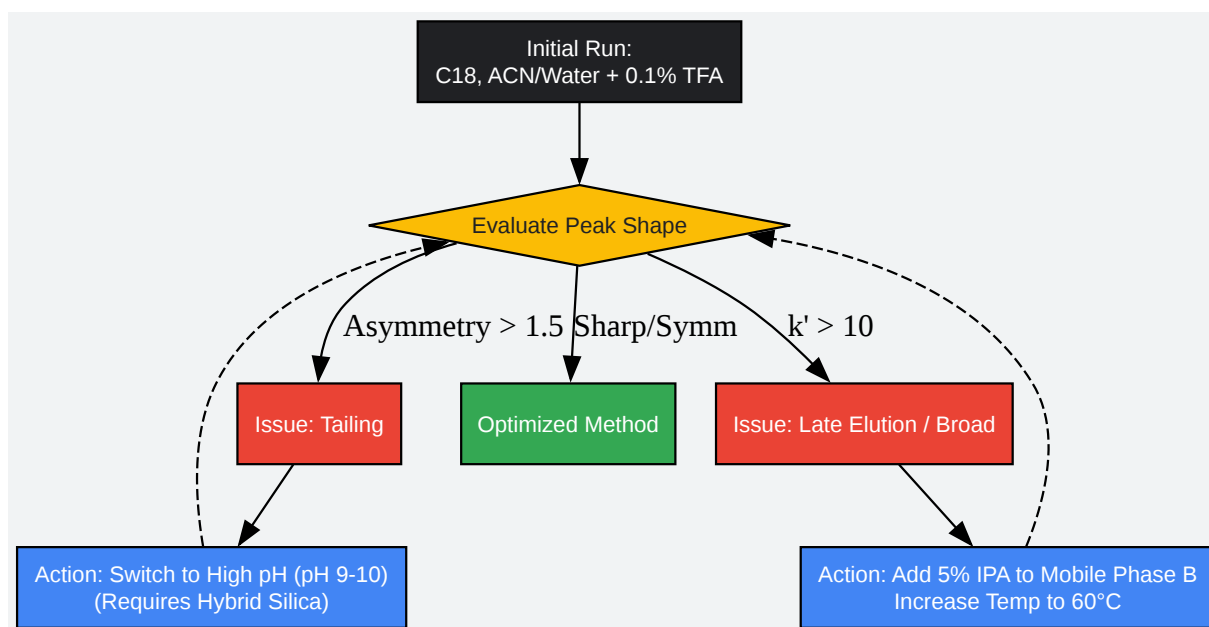 Initial Run:
C18, ACN/Water + 0.1% TFA
Evaluate Peak Shape
Asymmetry > 1.5
Sharp/Symm
k' > 10
Issue: Tailing
Optimized Method
Issue: Late Elution / Broad
Action: Switch to High pH (pH 9-10)
(Requires Hybrid Silica)
Action: Add 5% IPA to Mobile Phase B
Increase Temp to 60°C